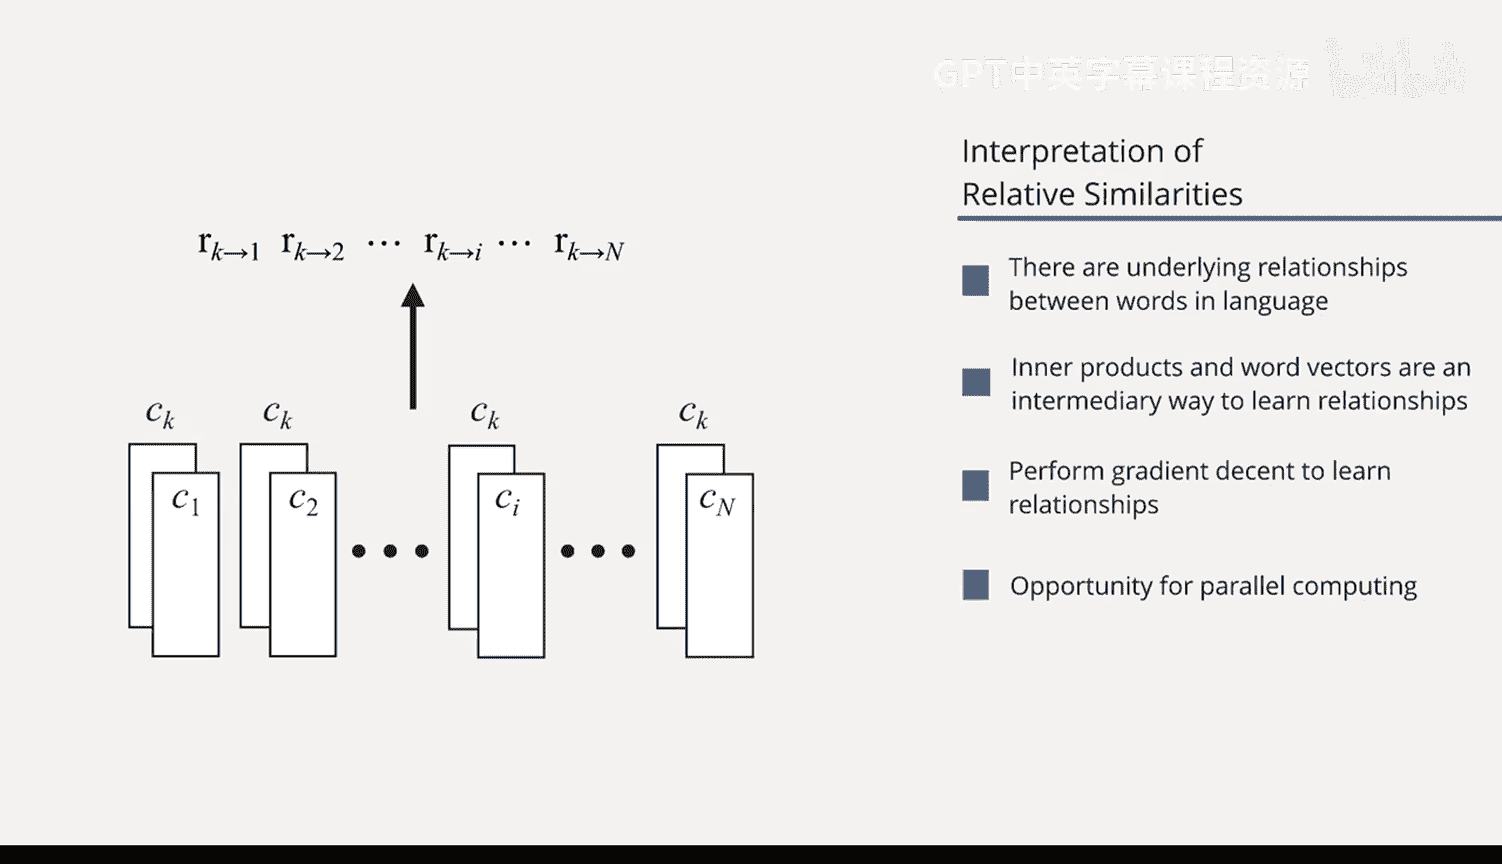 GPT中英字幕课程资源
Interpretation of
Relative Similarities
r_{k→1} r_{k→2} ⋯ r_{k→i} ⋯ r_{k→N}
There are underlying relationships
between words in language
Inner products and word vectors are an
intermediary way to learn relationships
c_k c_k c_k c_k
c_1 c_2 c_i c_N
Perform gradient decent to learn
relationships
Opportunity for parallel computing